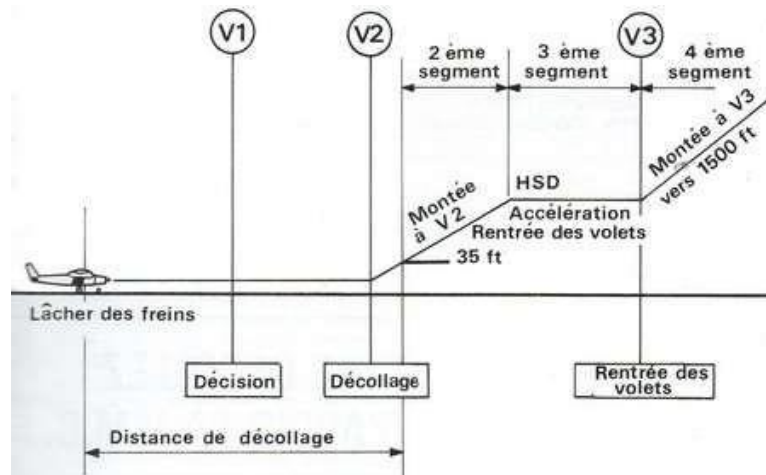 V1
V2
2 ème
segment
3 ème
segment
V3
4 ème
segment
Montée à V3
vers 1500 ft
Montée
à V2
HSD
Accélération
Rentrée des volets
35 ft
Lâcher des freins
Décision
Décollage
Rentrée des
volets
Distance de décollage